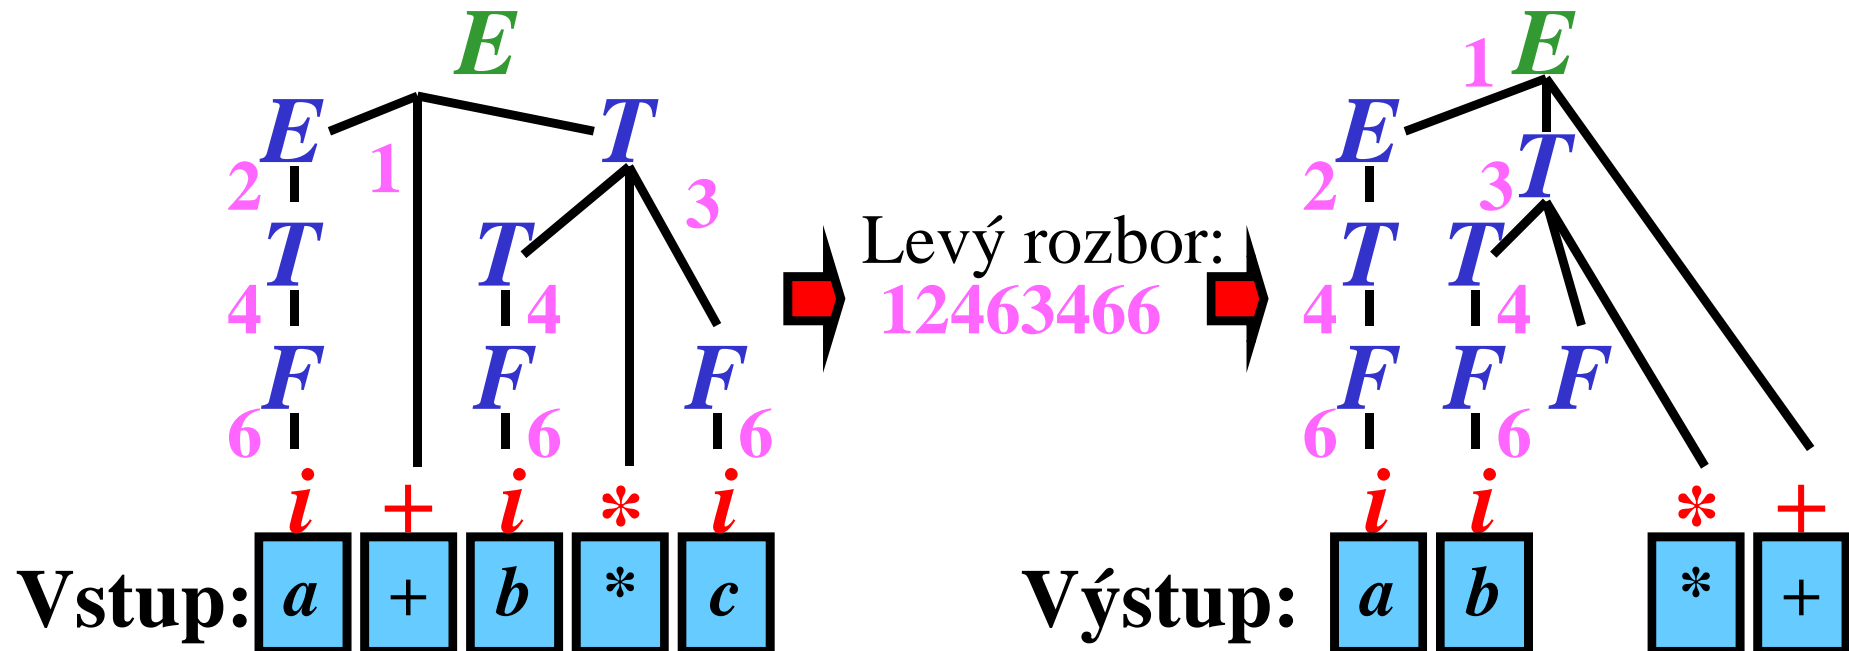 E 1 E
E T E T
2 1 3 2 3
T T Levý rozbor: T T
4 4 12463466 4 4
F F F F F F
6 6 6 6 6
i + i * i i i * +
Vstup: a + b * c Výstup: a b * +